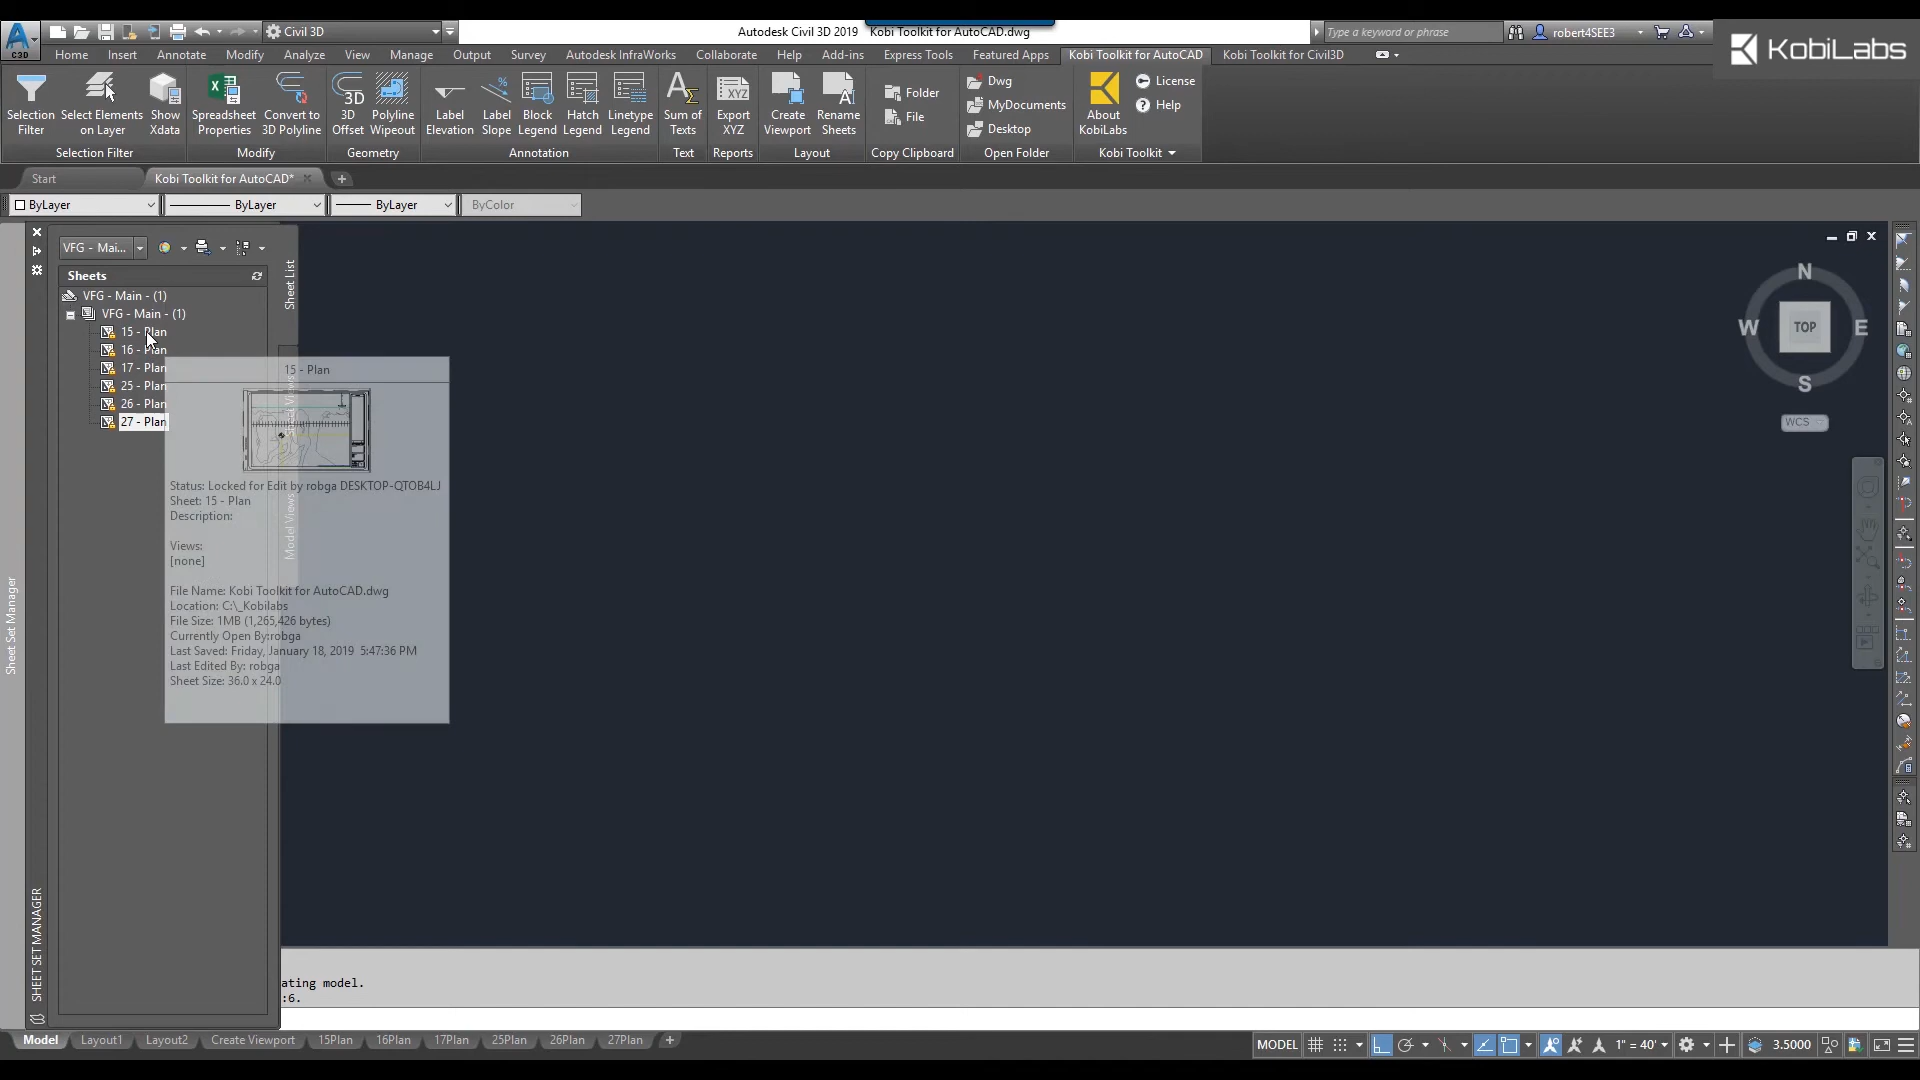 Civil 3D
Autodesk Civil 3D 2019 Kobi Toolkit for AutoCAD.dwg
Type a keyword or phrase
robert4SEE3
KobiLabs
C3D
Home Insert Annotate Modify Analyze View Manage Output Survey Autodesk InfraWorks Collaborate Help Add-ins Express Tools Featured Apps Kobi Toolkit for AutoCAD Kobi Toolkit for Civil3D
Selection Filter
Select Elements on Layer
Show Xdata
Spreadsheet Properties
Convert to 3D Polyline
3D Offset
Polyline Wipeout
Label Elevation
Label Slope
Block Legend
Hatch Legend
Linetype Legend
Sum of Texts
Export XYZ
Create Viewport
Rename Sheets
Folder
File
Dwg
MyDocuments
Desktop
About KobiLabs
License
Help
Selection Filter Modify Geometry Annotation Text Reports Layout Copy Clipboard Open Folder Kobi Toolkit
Start Kobi Toolkit for AutoCAD*
ByLayer ByLayer ByLayer ByColor
VFG - Mai...
Sheets
VFG - Main - (1)
VFG - Main - (1)
15 - Plan
16 - Plan
17 - Plan
25 - Plan
26 - Plan
27 - Plan
Sheet List
Sheet Views
Model Views
15 - Plan
Status: Locked for Edit by robga DESKTOP-QTOB4LJ
Sheet: 15 - Plan
Description:
Views:
[none]
File Name: Kobi Toolkit for AutoCAD.dwg
Location: C:\_Kobilabs
File Size: 1MB (1,265,426 bytes)
Currently Open By:robga
Last Saved: Friday, January 18, 2019 5:47:36 PM
Last Edited By: robga
Sheet Size: 36.0 x 24.0
Sheet Set Manager
SHEET SET MANAGER
N
W TOP E
S
WCS
ating model.
:6.
Model Layout1 Layout2 Create Viewport 15Plan 16Plan 17Plan 25Plan 26Plan 27Plan
MODEL 1" = 40' 3.5000